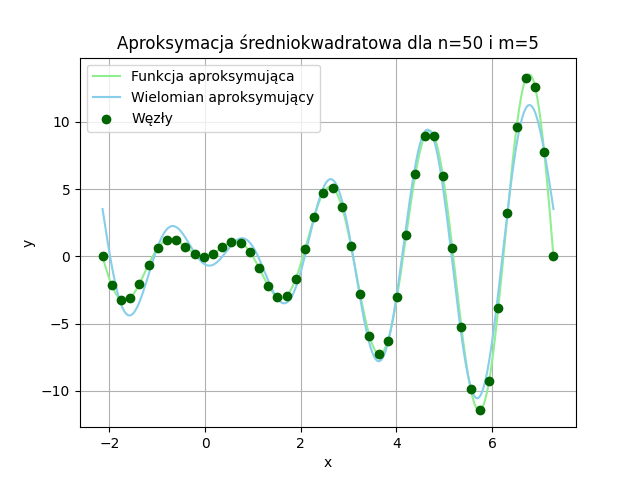 Aproksymacja średniokwadratowa dla n=50 i m=5
Funkcja aproksymująca
Wielomian aproksymujący
Węzły
10
5
0
−5
−10
y
−2
0
2
4
6
x